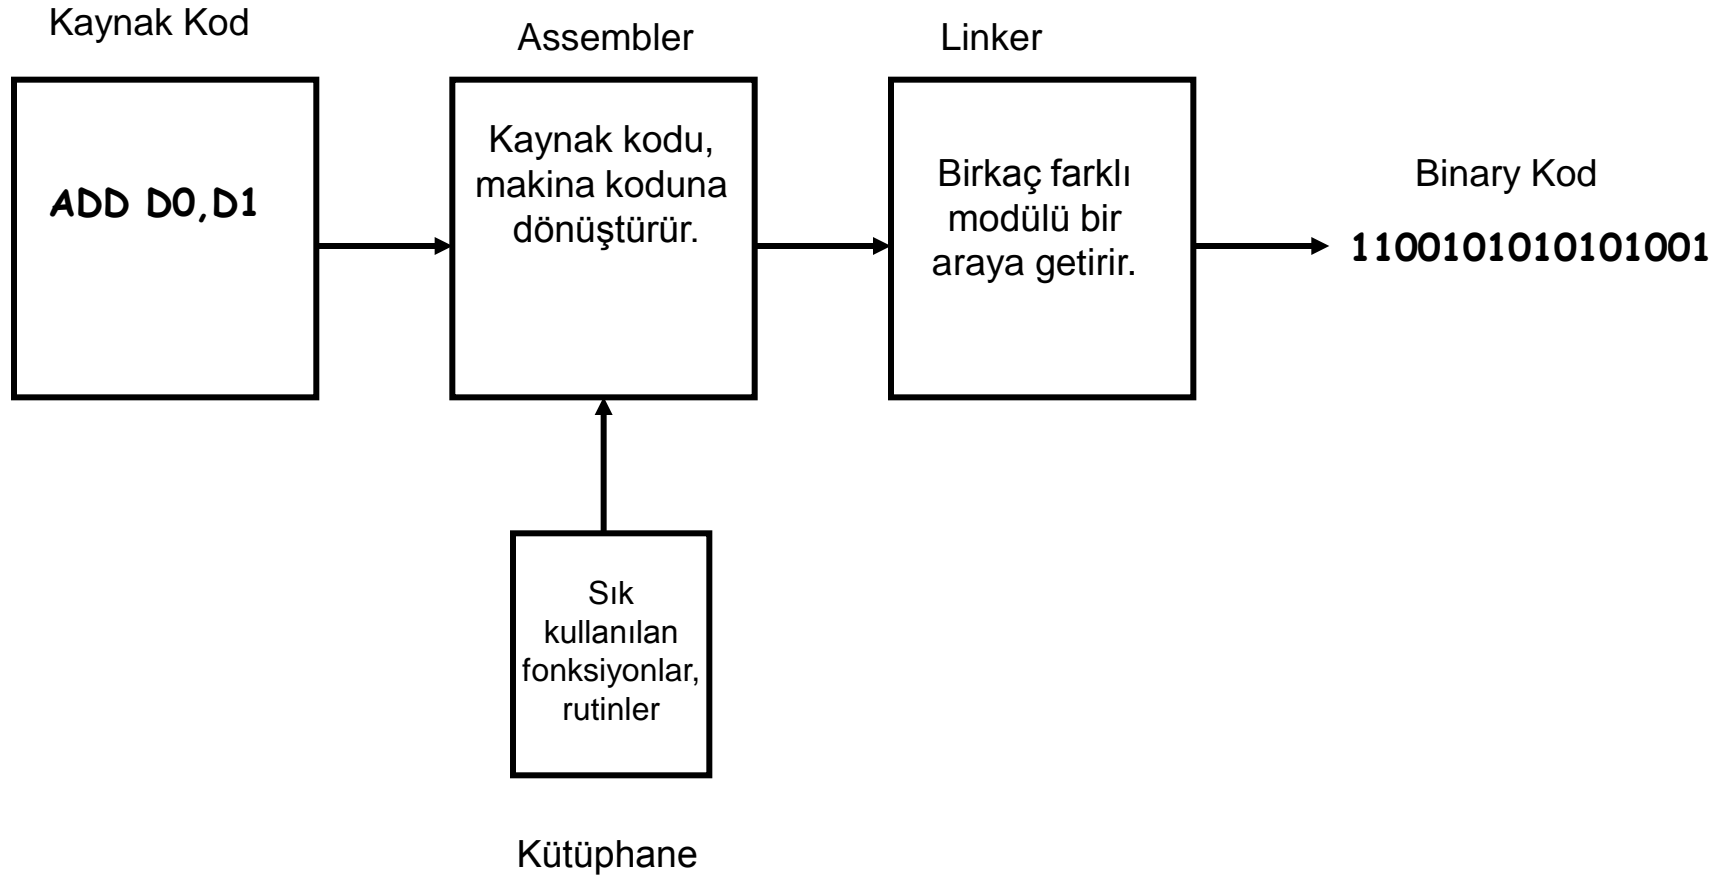 Kaynak Kod
Assembler
Linker
ADD D0,D1
Kaynak kodu,
makina koduna
dönüştürür.
Birkaç farklı
modülü bir
araya getirir.
Binary Kod
1100101010101001
Sık
kullanılan
fonksiyonlar,
rutinler
Kütüphane